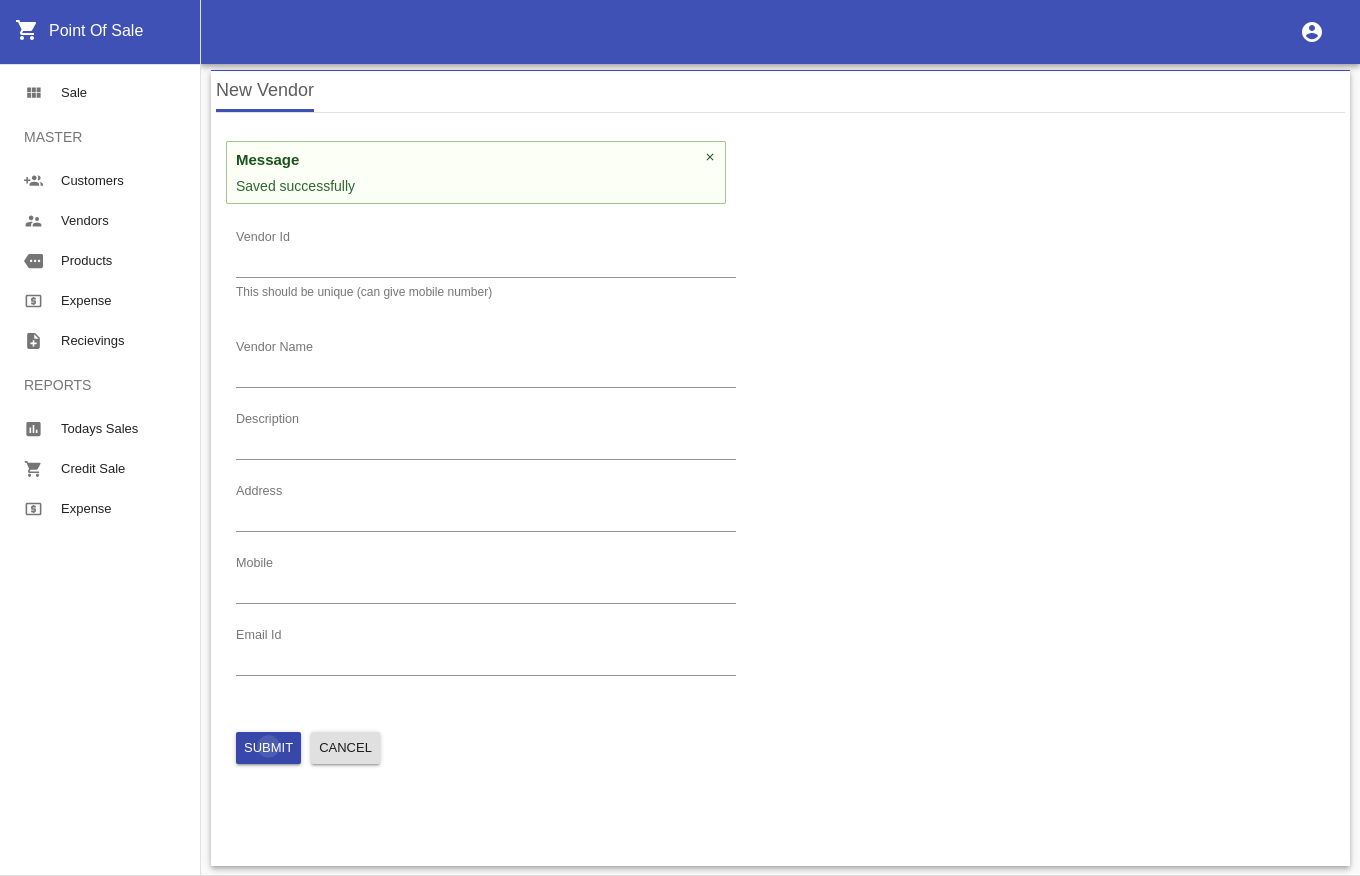 Point Of Sale
Sale
MASTER
Customers
Vendors
Products
Expense
Recievings
REPORTS
Todays Sales
Credit Sale
Expense
New Vendor
Message
×
Saved successfully
Vendor Id
This should be unique (can give mobile number)
Vendor Name
Description
Address
Mobile
Email Id
SUBMIT CANCEL